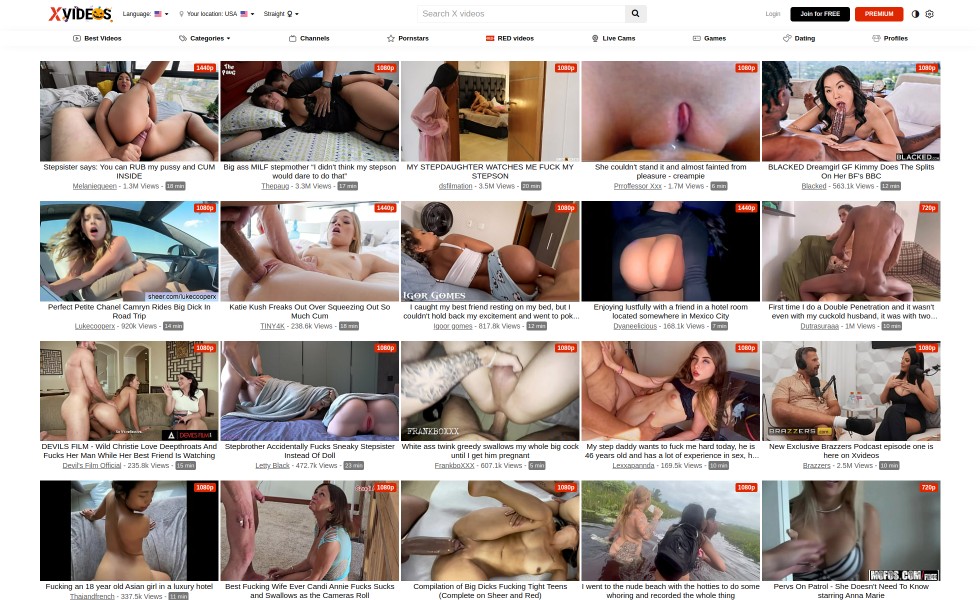 XVIDEOS Language: Your location: USA Straight Search X videos Login Join for FREE PREMIUM
Best Videos Categories Channels Pornstars RED videos Live Cams Games Dating Profiles
1440p 1080p 1080p 1080p 1080p
BLACKED
Stepsister says: You can RUB my pussy and CUM INSIDE
Melaniequeen - 1.3M Views - 18 min
Big ass MILF stepmother "I didn't think my stepson would dare to do that"
Thepaug - 3.3M Views - 17 min
MY STEPDAUGHTER WATCHES ME FUCK MY STEPSON
dsfilmation - 3.5M Views - 20 min
She couldn't stand it and almost fainted from pleasure - creampie
Prroffessor Xxx - 1.7M Views - 6 min
BLACKED Dreamgirl GF Kimmy Does The Splits On Her BF's BBC
Blacked - 563.1k Views - 12 min
1080p 1440p 1080p 1440p 720p
sheer.com/lukecooperx
IGOR GOMES
Perfect Petite Chanel Camryn Rides Big Dick In Road Trip
Lukecooperx - 920k Views - 14 min
Katie Kush Freaks Out Over Squeezing Out So Much Cum
TINY4K - 238.6k Views - 18 min
I caught my best friend resting on my bed, but I couldn't hold back my excitement and went to pok...
Igoor gomes - 817.8k Views - 12 min
Enjoying lustfully with a friend in a hotel room located somewhere in Mexico City
Dyaneelicious - 168.1k Views - 7 min
First time I do a Double Penetration and it wasn't even with my cuckold husband, it was with two...
Dutrasuraaa - 1M Views - 10 min
1080p 1080p 1080p 1080p 1080p
FRANKBOXXX
BRAZZERS
DEVILS FILM - Wild Christie Love Deepthroats And Fucks Her Man While Her Best Friend Is Watching
Devil's Film Official - 235.8k Views - 15 min
Stepbrother Accidentally Fucks Sneaky Stepsister Instead Of Doll
Letty Black - 472.7k Views - 23 min
White ass twink greedy swallows my whole big cock until I get him pregnant
FrankboXXX - 607.1k Views - 5 min
My step daddy wants to fuck me hard today, he is 46 years old and has a lot of experience in sex, h...
Lexxapannda - 169.5k Views - 10 min
New Exclusive Brazzers Podcast episode one is here on Xvideos
Brazzers - 2.5M Views - 10 min
1080p 1080p 1080p 1080p 720p
MOFOS.COM
Fucking an 18 year old Asian girl in a luxury hotel
Thaiandfrench - 337.5k Views - 11 min
Best Fucking Wife Ever Candi Annie Fucks Sucks and Swallows as the Cameras Roll
Compilation of Big Dicks Fucking Tight Teens (Complete on Sheer and Red)
I went to the nude beach with the hotties to do some whoring and recorded the whole thing
Pervs On Patrol - She Doesn't Need To Know starring Anna Marie